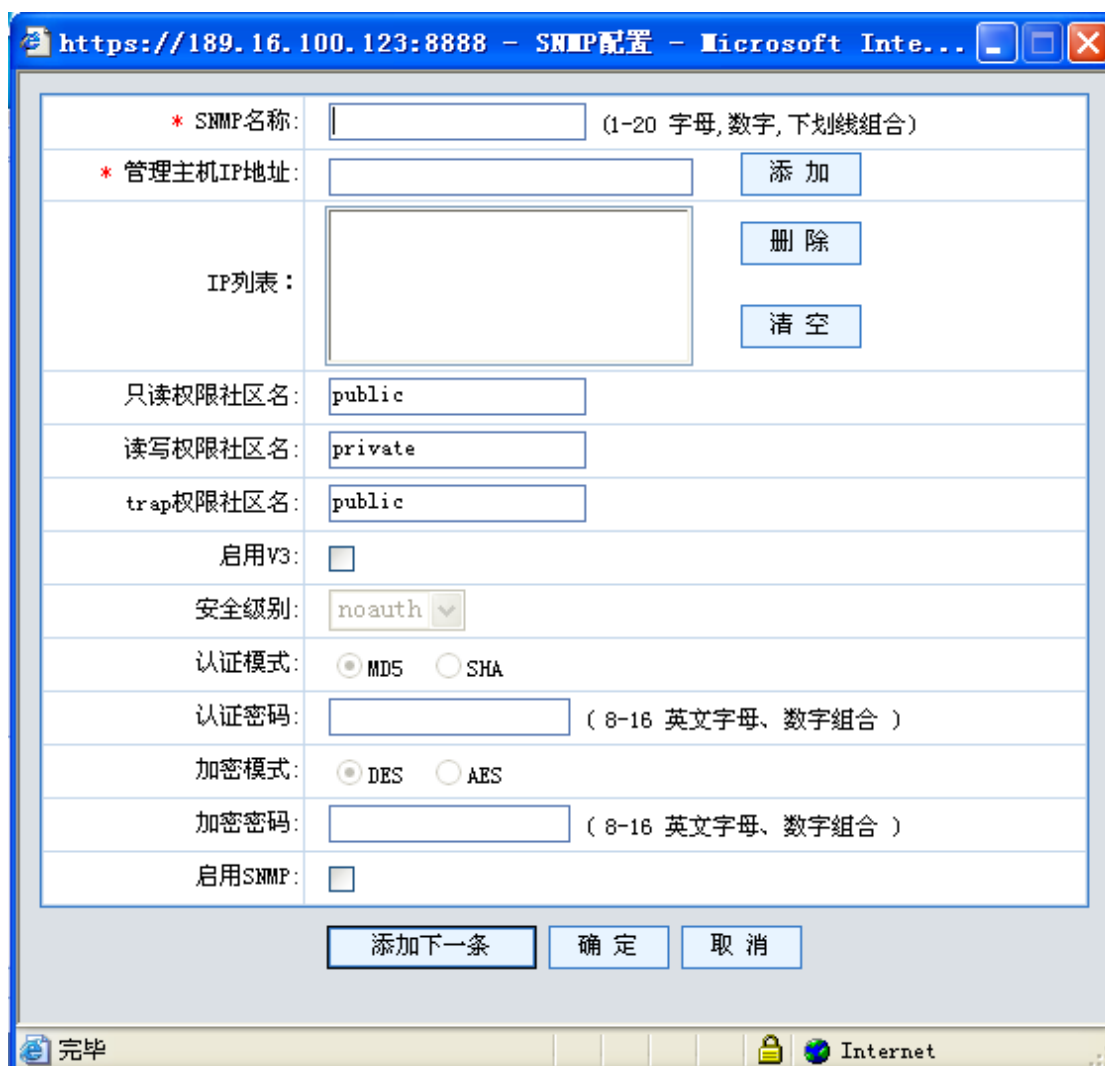 https://189.16.100.123:8888 - SNMP配置 - Microsoft Inte...
* SNMP名称: (1-20 字母,数字,下划线组合)
* 管理主机IP地址: 添 加
IP列表： 删 除
清 空
只读权限社区名: public
读写权限社区名: private
trap权限社区名: public
启用V3:
安全级别: noauth
认证模式: MD5 SHA
认证密码: ( 8-16 英文字母、数字组合 )
加密模式: DES AES
加密密码: ( 8-16 英文字母、数字组合 )
启用SNMP:
添加下一条 确 定 取 消
完毕 Internet